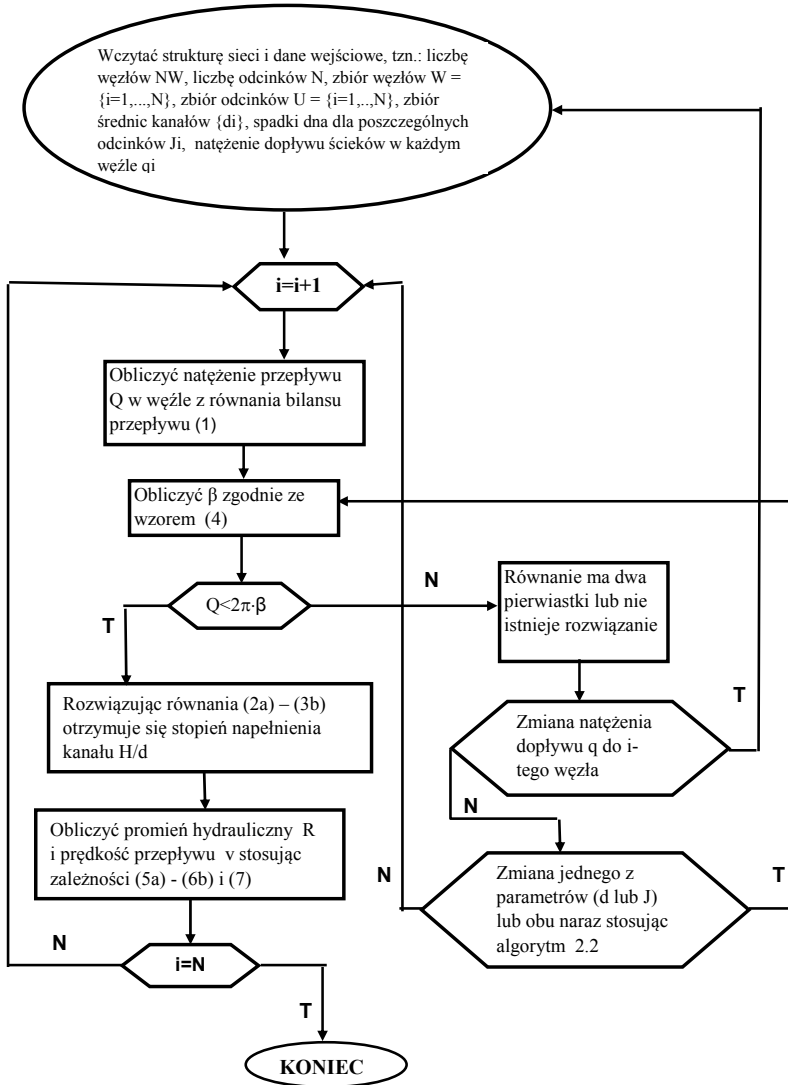 Wczytać strukturę sieci i dane wejściowe, tzn.: liczbę
węzłów NW, liczbę odcinków N, zbiór węzłów W =
{i=1,...,N}, zbiór odcinków U = {i=1,..,N}, zbiór
średnic kanałów {di}, spadki dna dla poszczególnych
odcinków Ji, natężenie dopływu ścieków w każdym
węźle qi
i=i+1
Obliczyć natężenie przepływu
Q w węźle z równania bilansu
przepływu (1)
Obliczyć β zgodnie ze
wzorem (4)
Q<2π·β
T
N
Równanie ma dwa
pierwiastki lub nie
istnieje rozwiązanie
Rozwiązując równania (2a) – (3b)
otrzymuje się stopień napełnienia
kanału H/d
Zmiana natężenia
dopływu q do i-
tego węzła
T
N
Obliczyć promień hydrauliczny R
i prędkość przepływu v stosując
zależności (5a) - (6b) i (7)
Zmiana jednego z
parametrów (d lub J)
lub obu naraz stosując
algorytm 2.2
N
T
i=N
N
T
KONIEC